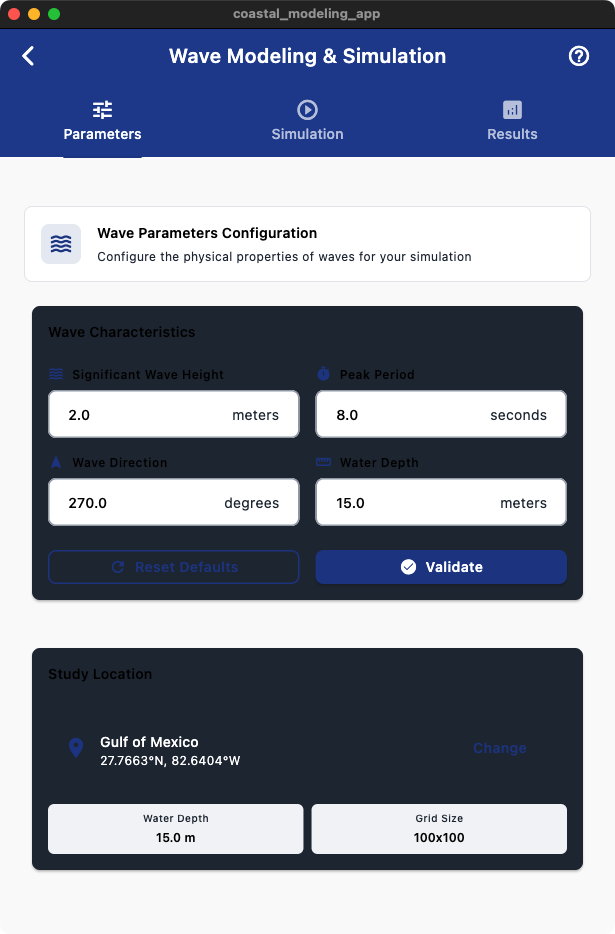 coastal_modeling_app
Wave Modeling & Simulation
Parameters
Simulation
Results
Wave Parameters Configuration
Configure the physical properties of waves for your simulation
Wave Characteristics
Significant Wave Height
Peak Period
2.0 meters
8.0 seconds
Wave Direction
Water Depth
270.0 degrees
15.0 meters
Reset Defaults
Validate
Study Location
Gulf of Mexico
27.7663°N, 82.6404°W
Change
Water Depth
Grid Size
15.0 m
100x100